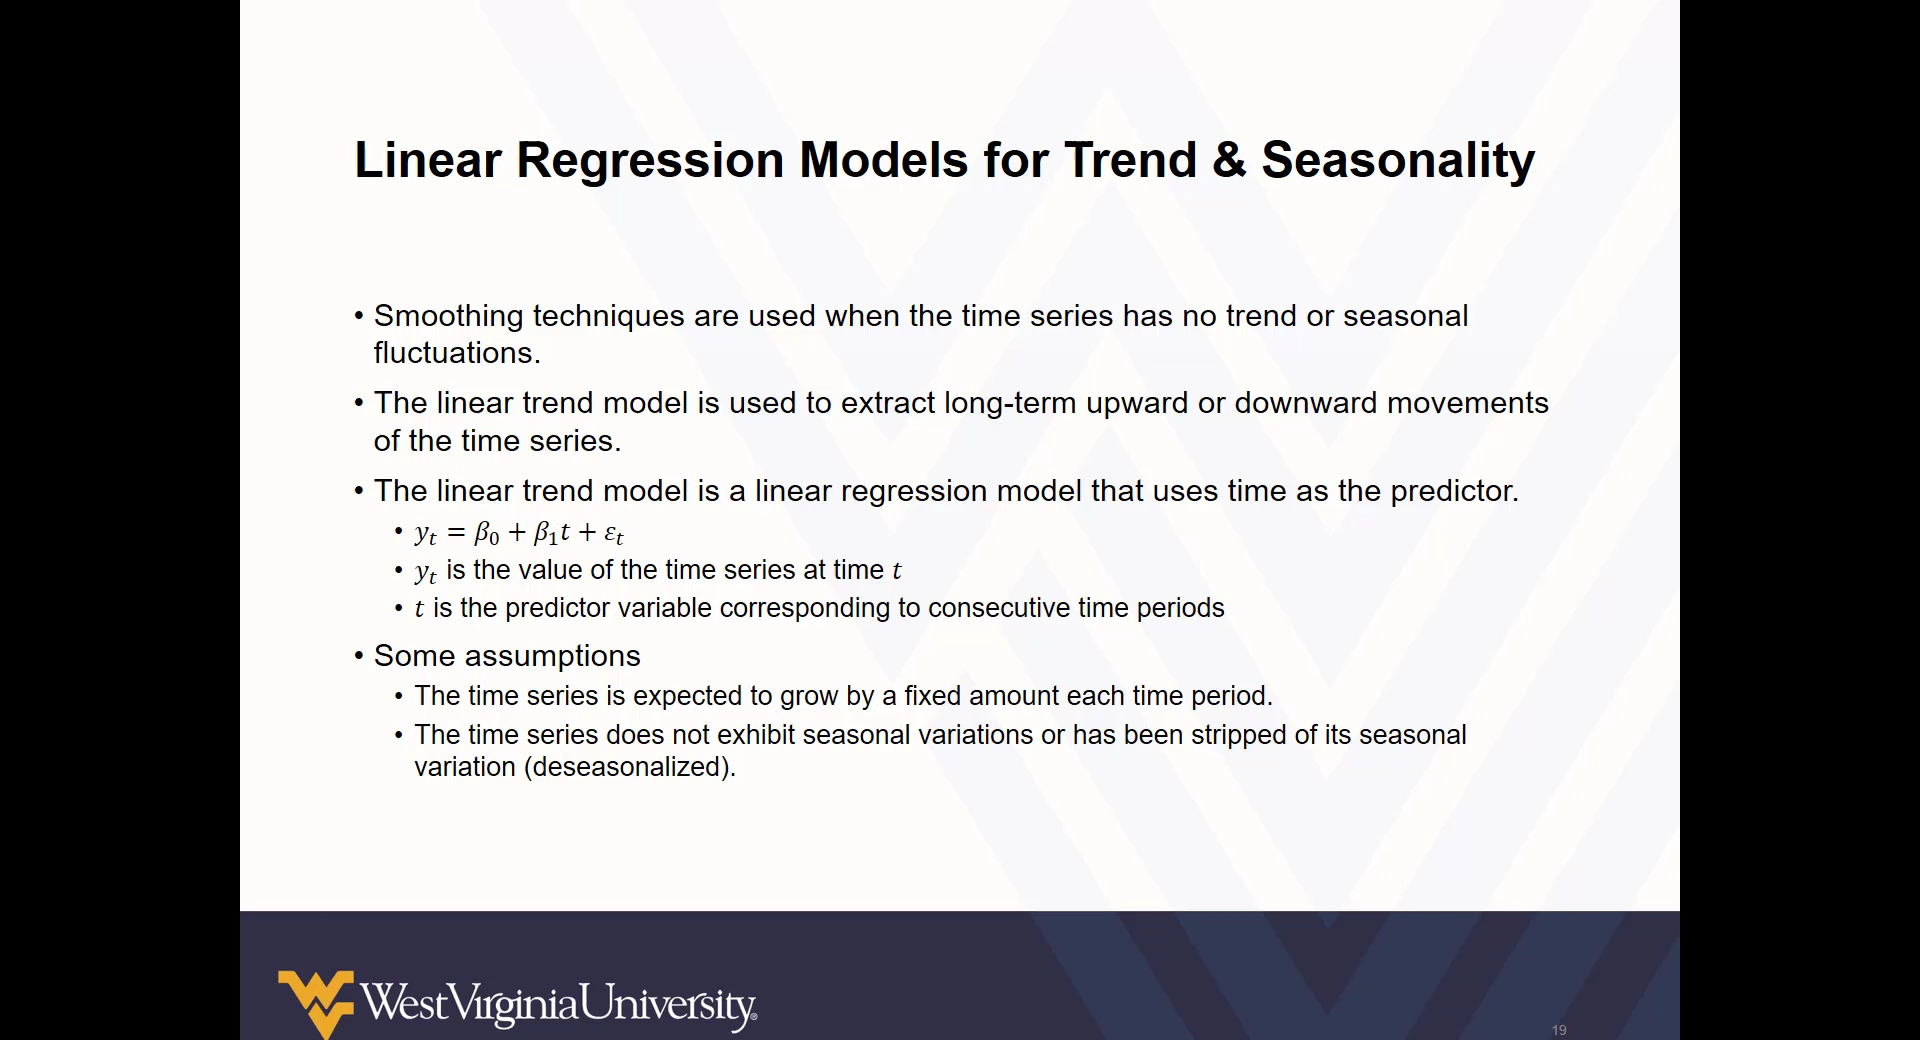 Linear Regression Models for Trend & Seasonality
• Smoothing techniques are used when the time series has no trend or seasonal
fluctuations.
• The linear trend model is used to extract long-term upward or downward movements
of the time series.
• The linear trend model is a linear regression model that uses time as the predictor.
• 𝑦ₜ = 𝛽₀ + 𝛽₁𝑡 + 𝜀ₜ
• 𝑦ₜ is the value of the time series at time 𝑡
• 𝑡 is the predictor variable corresponding to consecutive time periods
• Some assumptions
• The time series is expected to grow by a fixed amount each time period.
• The time series does not exhibit seasonal variations or has been stripped of its seasonal
variation (deseasonalized).
WestVirginiaUniversity®
19